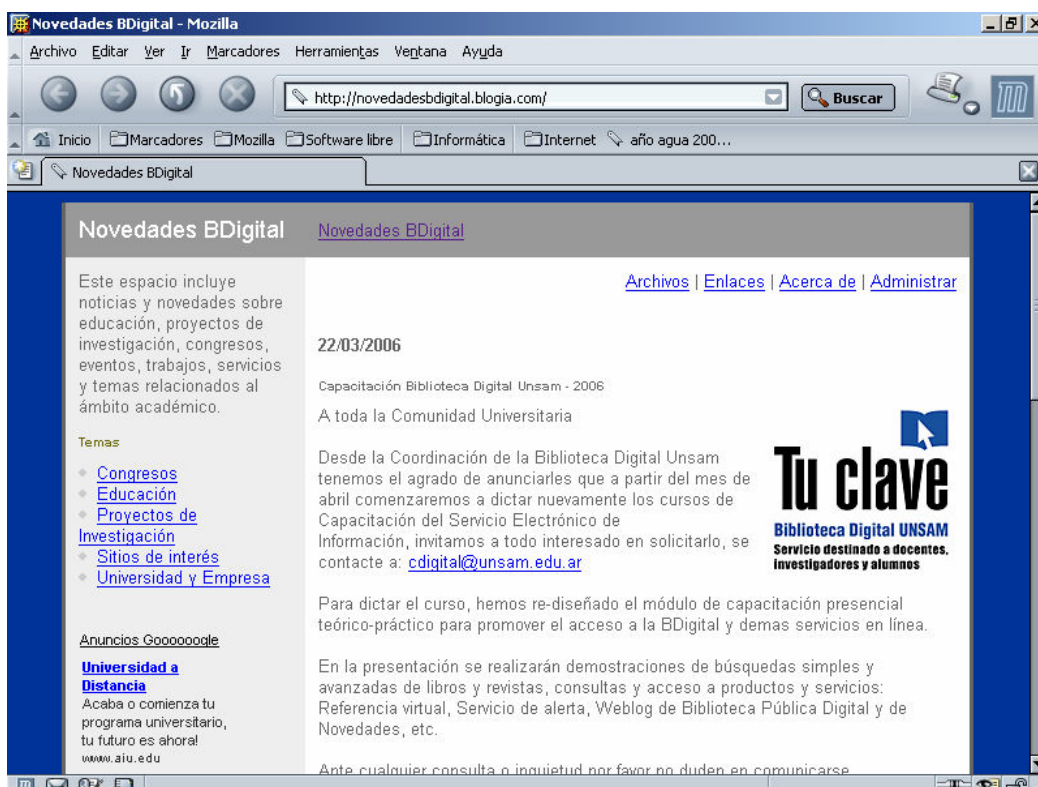 Novedades BDigital - Mozilla
Archivo Editar Ver Ir Marcadores Herramientas Ventana Ayuda
http://novedadesbdigital.blogia.com/
Buscar
Inicio Marcadores Mozilla Software libre Informática Internet año agua 200...
Novedades BDigital
Novedades BDigital
Novedades BDigital
Este espacio incluye
noticias y novedades sobre
educación, proyectos de
investigación, congresos,
eventos, trabajos, servicios
y temas relacionados al
ámbito académico.
Temas
Congresos
Educación
Proyectos de
Investigación
Sitios de interés
Universidad y Empresa
Anuncios Goooooogle
Universidad a
Distancia
Acaba o comienza tu
programa universitario,
tu futuro es ahora!
www.aiu.edu
Archivos | Enlaces | Acerca de | Administrar
22/03/2006
Capacitación Biblioteca Digital Unsam - 2006
A toda la Comunidad Universitaria
Desde la Coordinación de la Biblioteca Digital Unsam
tenemos el agrado de anunciarles que a partir del mes de
abril comenzaremos a dictar nuevamente los cursos de
Capacitación del Servicio Electrónico de
Información, invitamos a todo interesado en solicitarlo, se
contacte a: cdigital@unsam.edu.ar
Tu clave
Biblioteca Digital UNSAM
Servicio destinado a docentes,
investigadores y alumnos
Para dictar el curso, hemos re-diseñado el módulo de capacitación presencial
teórico-práctico para promover el acceso a la BDigital y demas servicios en línea.
En la presentación se realizarán demostraciones de búsquedas simples y
avanzadas de libros y revistas, consultas y acceso a productos y servicios:
Referencia virtual, Servicio de alerta, Weblog de Biblioteca Pública Digital y de
Novedades, etc.
Ante cualquier consulta o inquietud por favor no duden en comunicarse